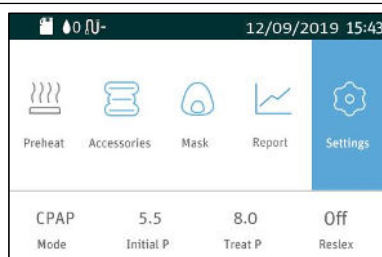 0 12/09/2019 15:43
Preheat Accessories Mask Report Settings
CPAP 5.5 8.0 Off
Mode Initial P Treat P Reslex